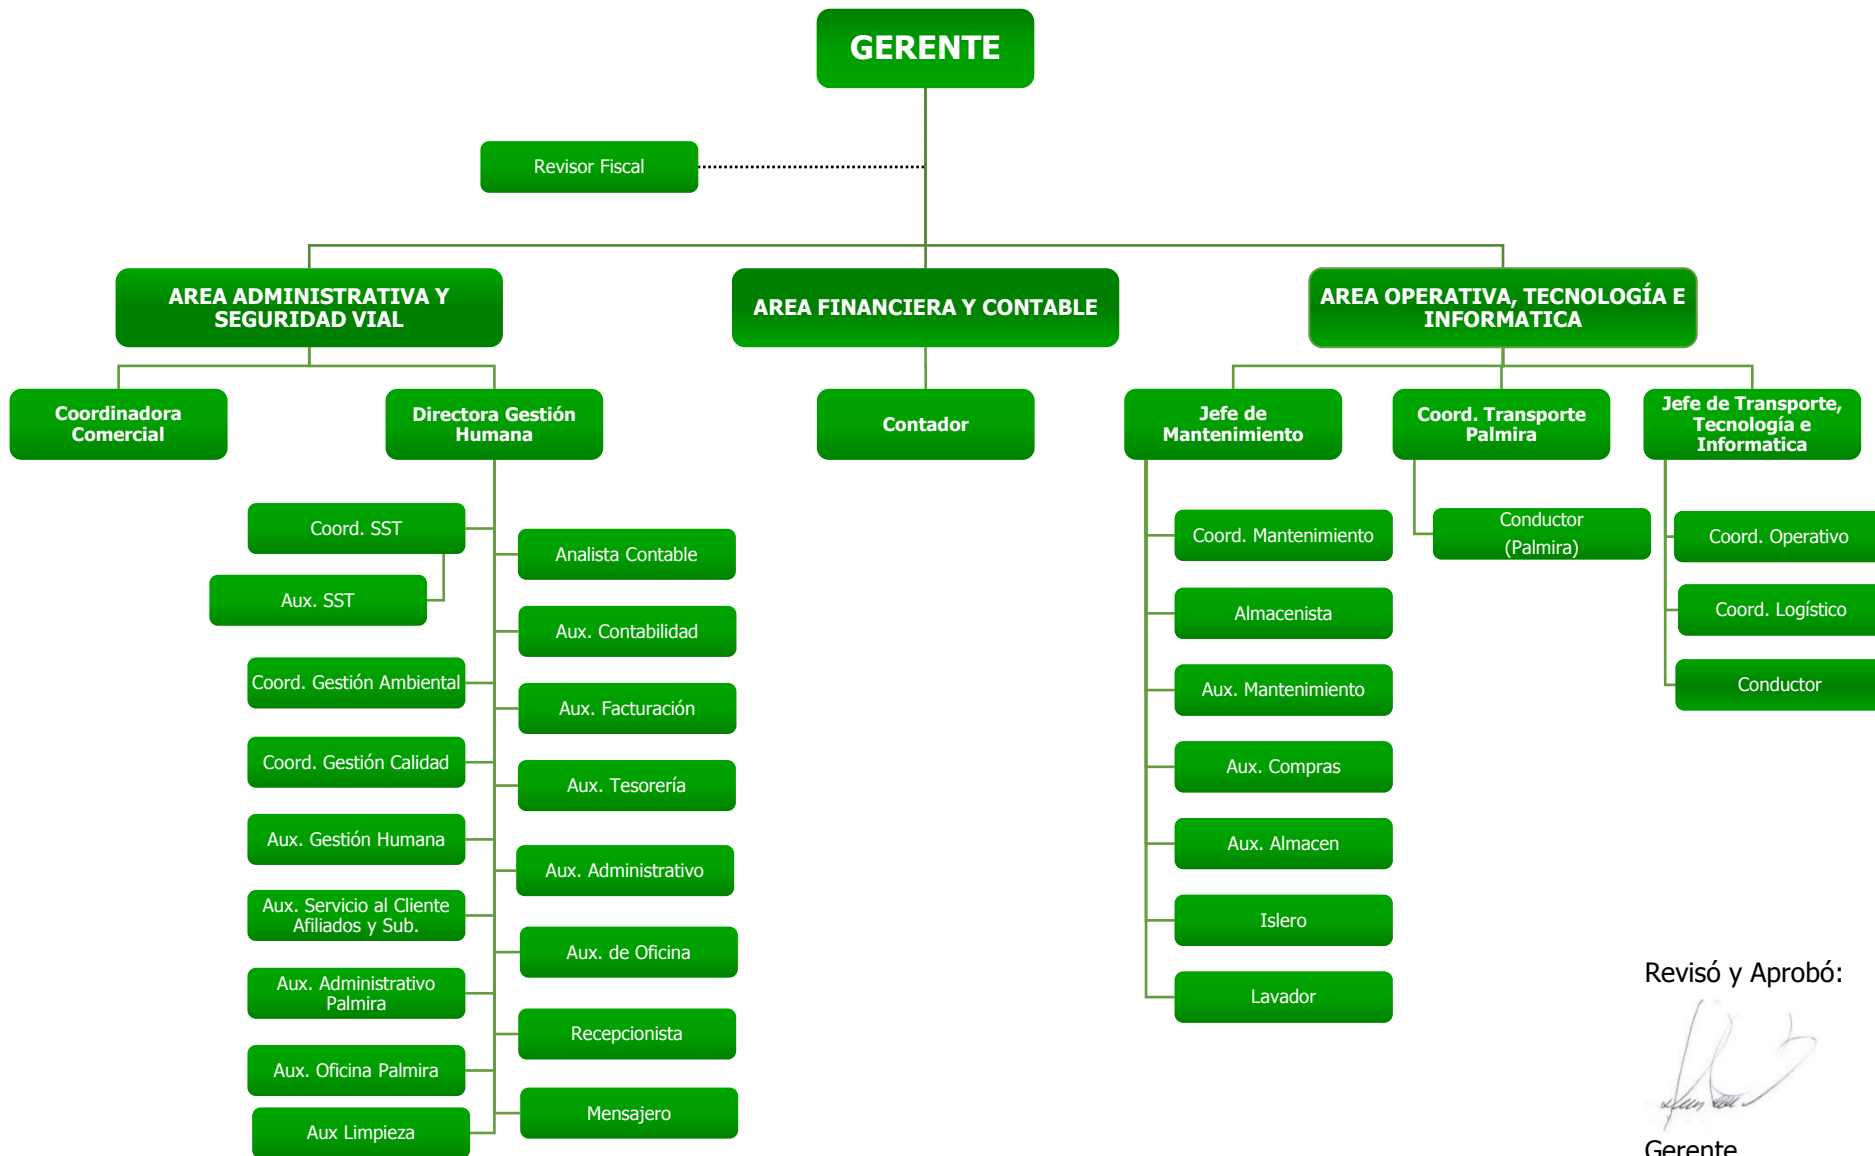 GERENTE
Revisor Fiscal
AREA ADMINISTRATIVA Y
SEGURIDAD VIAL
AREA FINANCIERA Y CONTABLE
AREA OPERATIVA, TECNOLOGÍA E
INFORMATICA
Coordinadora
Comercial
Directora Gestión
Humana
Contador
Jefe de
Mantenimiento
Coord. Transporte
Palmira
Jefe de Transporte,
Tecnología e
Informatica
Coord. SST
Aux. SST
Coord. Gestión Ambiental
Coord. Gestión Calidad
Aux. Gestión Humana
Aux. Servicio al Cliente
Afiliados y Sub.
Aux. Administrativo
Palmira
Aux. Oficina Palmira
Aux Limpieza
Analista Contable
Aux. Contabilidad
Aux. Facturación
Aux. Tesorería
Aux. Administrativo
Aux. de Oficina
Recepcionista
Mensajero
Coord. Mantenimiento
Almacenista
Aux. Mantenimiento
Aux. Compras
Aux. Almacen
Islero
Lavador
Conductor
(Palmira)
Coord. Operativo
Coord. Logístico
Conductor
Revisó y Aprobó:
Gerente